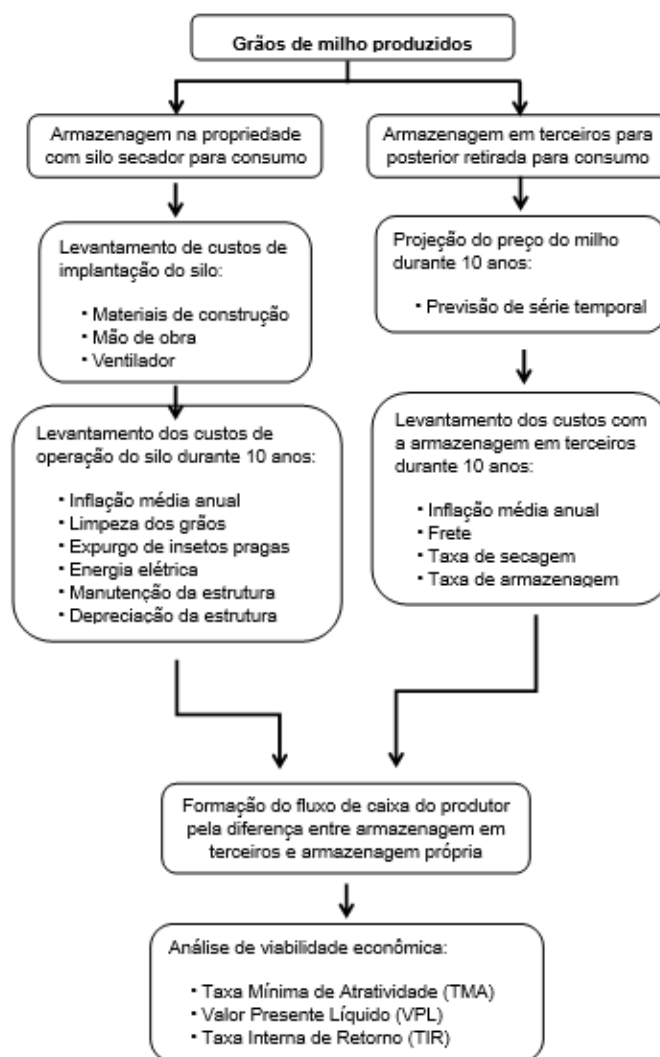 Grãos de milho produzidos
Armazenagem na propriedade
com silo secador para consumo
Armazenagem em terceiros para
posterior retirada para consumo
Levantamento de custos de
implantação do silo:
▪ Materiais de construção
▪ Mão de obra
▪ Ventilador
Projeção do preço do milho
durante 10 anos:
▪ Previsão de série temporal
Levantamento dos custos de
operação do silo durante 10 anos:
▪ Inflação média anual
▪ Limpeza dos grãos
▪ Expurgo de insetos pragas
▪ Energia elétrica
▪ Manutenção da estrutura
▪ Depreciação da estrutura
Levantamento dos custos com
a armazenagem em terceiros
durante 10 anos:
▪ Inflação média anual
▪ Frete
▪ Taxa de secagem
▪ Taxa de armazenagem
Formação do fluxo de caixa do produtor
pela diferença entre armazenagem em
terceiros e armazenagem própria
Análise de viabilidade econômica:
▪ Taxa Mínima de Atratividade (TMA)
▪ Valor Presente Líquido (VPL)
▪ Taxa Interna de Retorno (TIR)